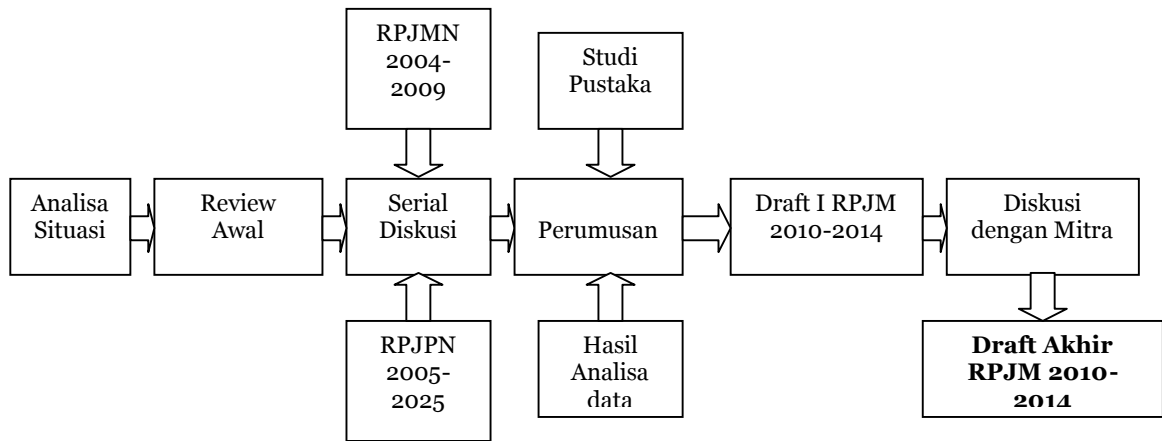 RPJMN
2004-
2009
Studi
Pustaka
Analisa
Situasi
Review
Awal
Serial
Diskusi
Perumusan
Draft I RPJM
2010-2014
Diskusi
dengan Mitra
RPJPN
2005-
2025
Hasil
Analisa
data
Draft Akhir
RPJM 2010-
2014